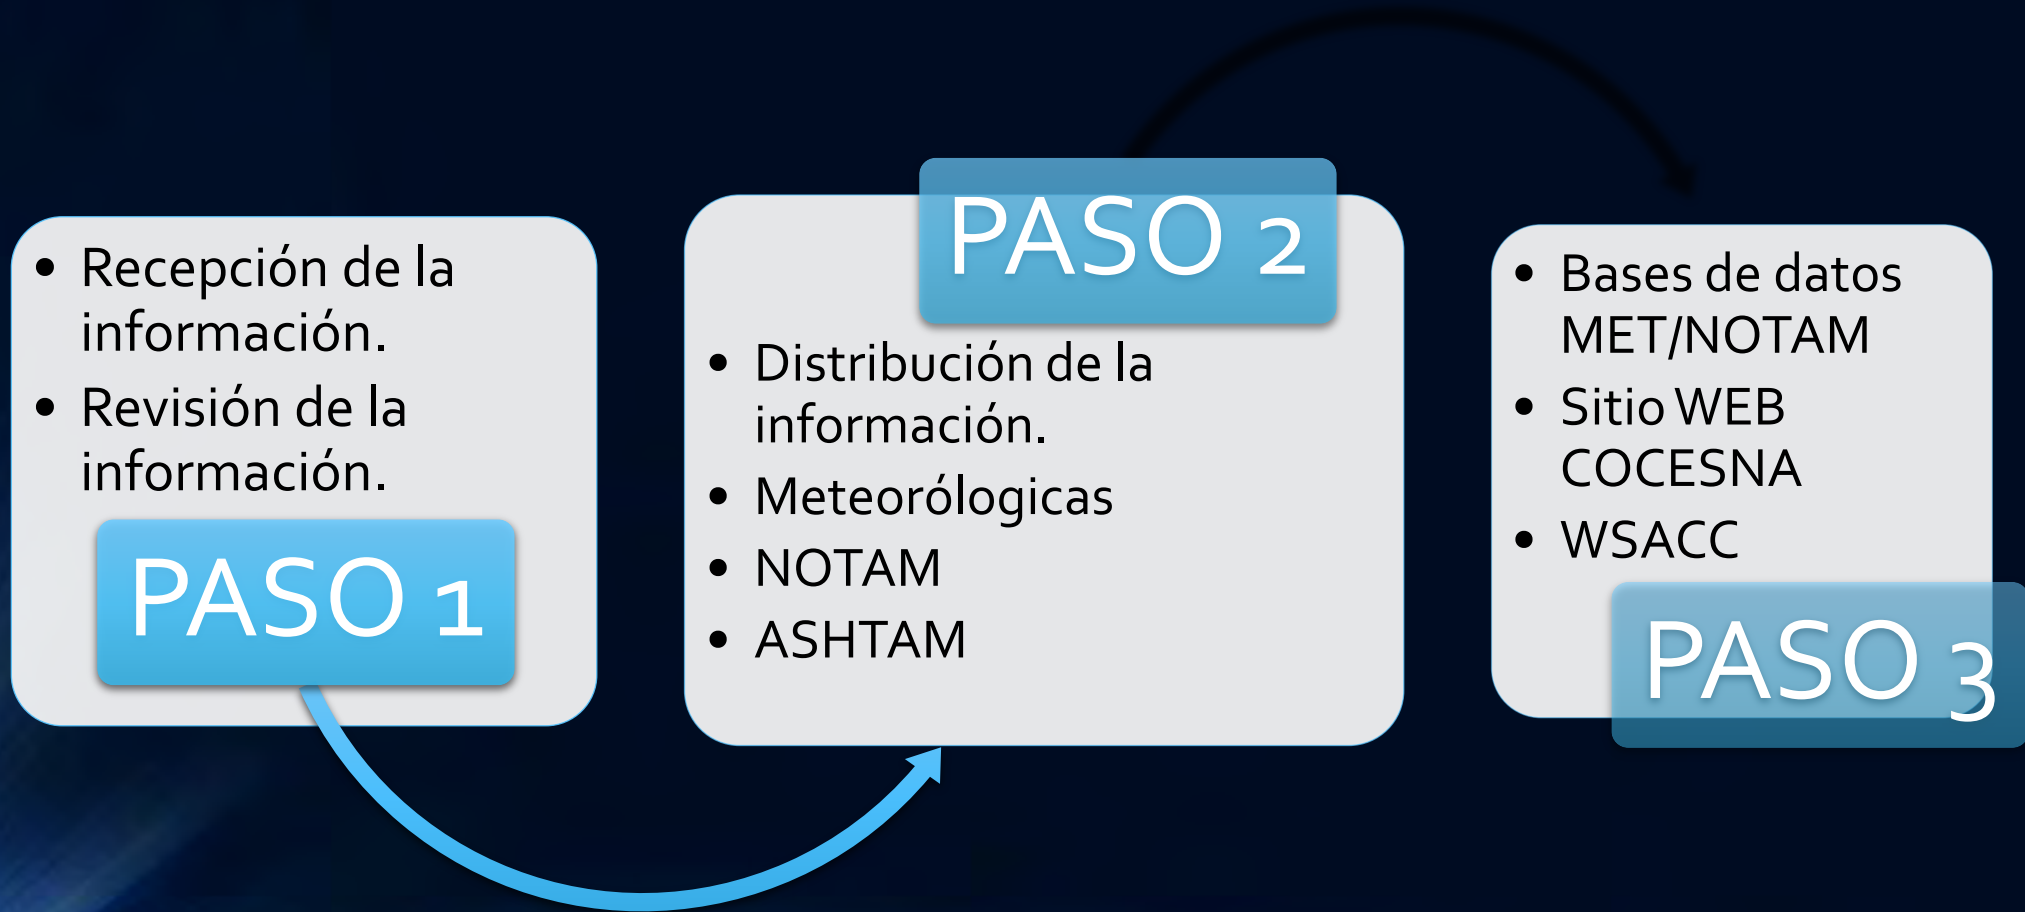 • Recepción de la
información.
• Revisión de la
información.
PASO 1
PASO 2
• Distribución de la
información.
• Meteorólogicas
• NOTAM
• ASHTAM
• Bases de datos
MET/NOTAM
• Sitio WEB
COCESNA
• WSACC
PASO 3